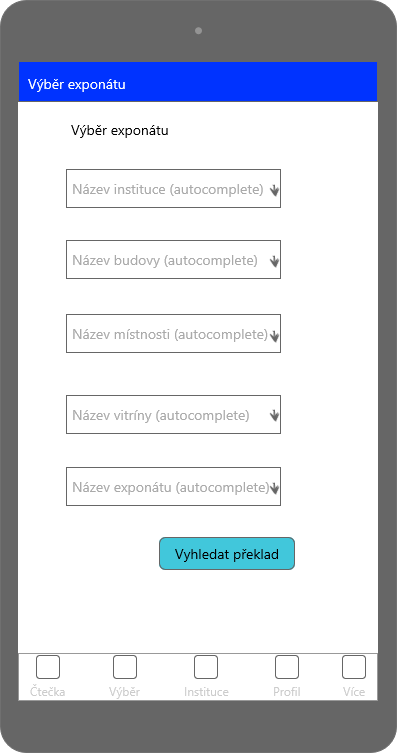 Výběr exponátu
Výběr exponátu
Název instituce (autocomplete)
Název budovy (autocomplete)
Název místnosti (autocomplete)
Název vitríny (autocomplete)
Název exponátu (autocomplete)
Vyhledat překlad
Čtečka Výběr Instituce Profil Více